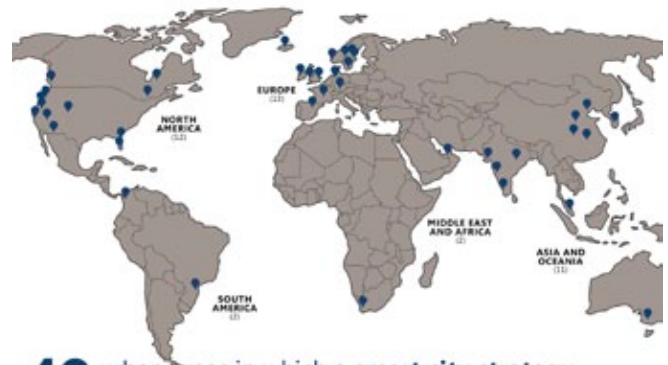 EUROPE
(13)
NORTH
AMERICA
(12)
MIDDLE EAST
AND AFRICA
(2)
ASIA AND
OCEANIA
(11)
SOUTH
AMERICA
(2)
40 urban areas in which a smart city strategy